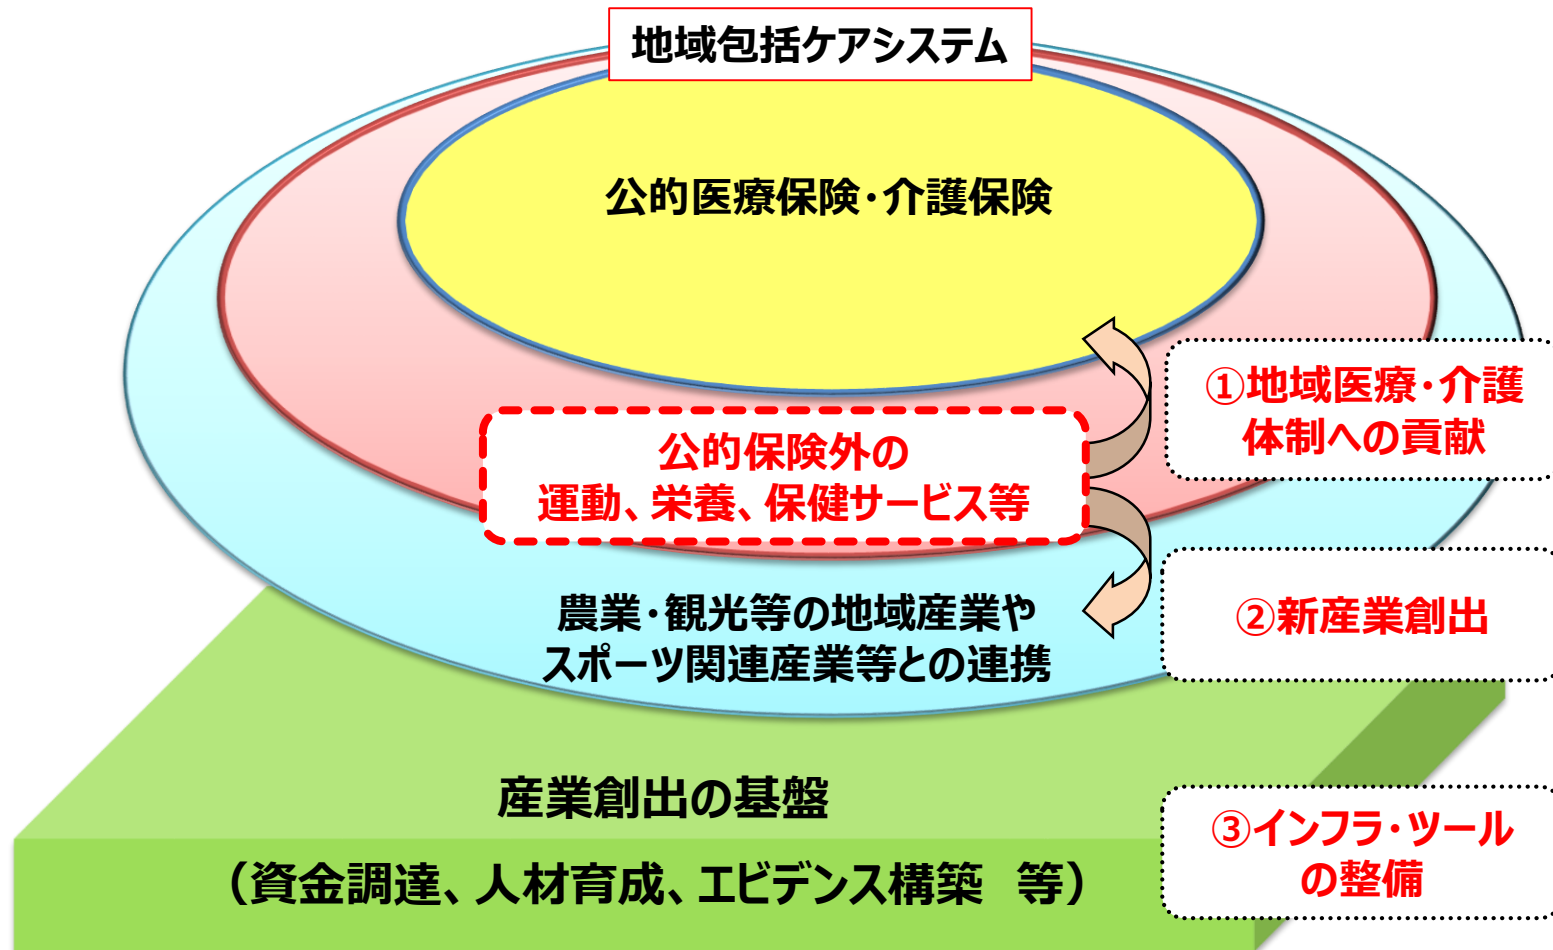 地域包括ケアシステム
公的医療保険・介護保険
①地域医療・介護
体制への貢献
公的保険外の
運動、栄養、保健サービス等
農業・観光等の地域産業や
スポーツ関連産業等との連携
②新産業創出
産業創出の基盤
（資金調達、人材育成、エビデンス構築　等）
③インフラ・ツール
の整備